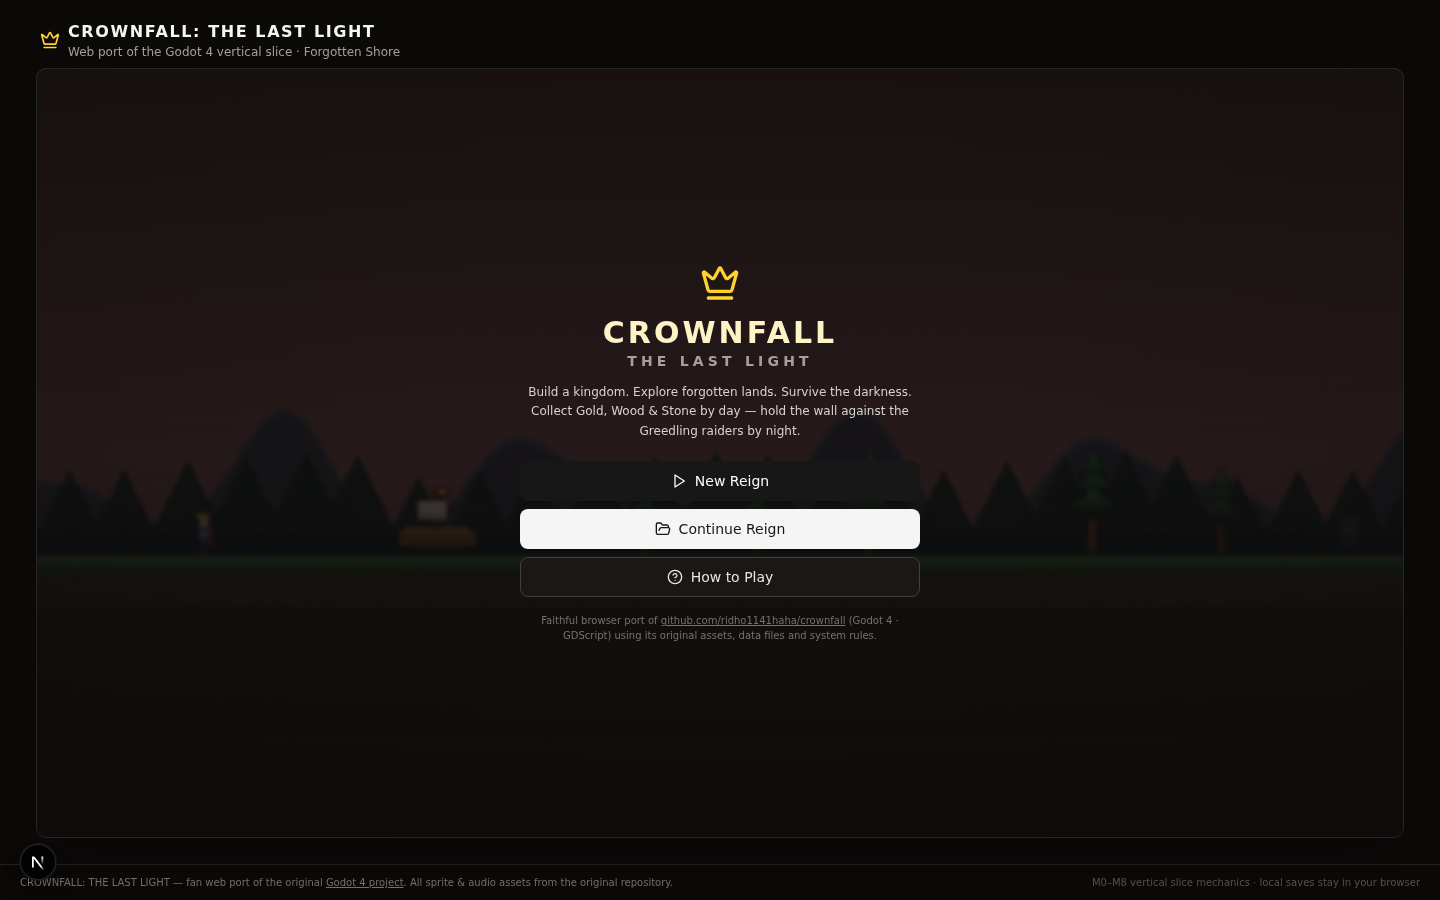 CROWNFALL: THE LAST LIGHT
Web port of the Godot 4 vertical slice · Forgotten Shore
CROWNFALL
THE LAST LIGHT
Build a kingdom. Explore forgotten lands. Survive the darkness.
Collect Gold, Wood & Stone by day — hold the wall against the
Greedling raiders by night.
New Reign
Continue Reign
How to Play
Faithful browser port of github.com/ridho1141haha/crownfall (Godot 4 ·
GDScript) using its original assets, data files and system rules.
N
CROWNFALL: THE LAST LIGHT — fan web port of the original Godot 4 project. All sprite & audio assets from the original repository.
M0–M8 vertical slice mechanics · local saves stay in your browser